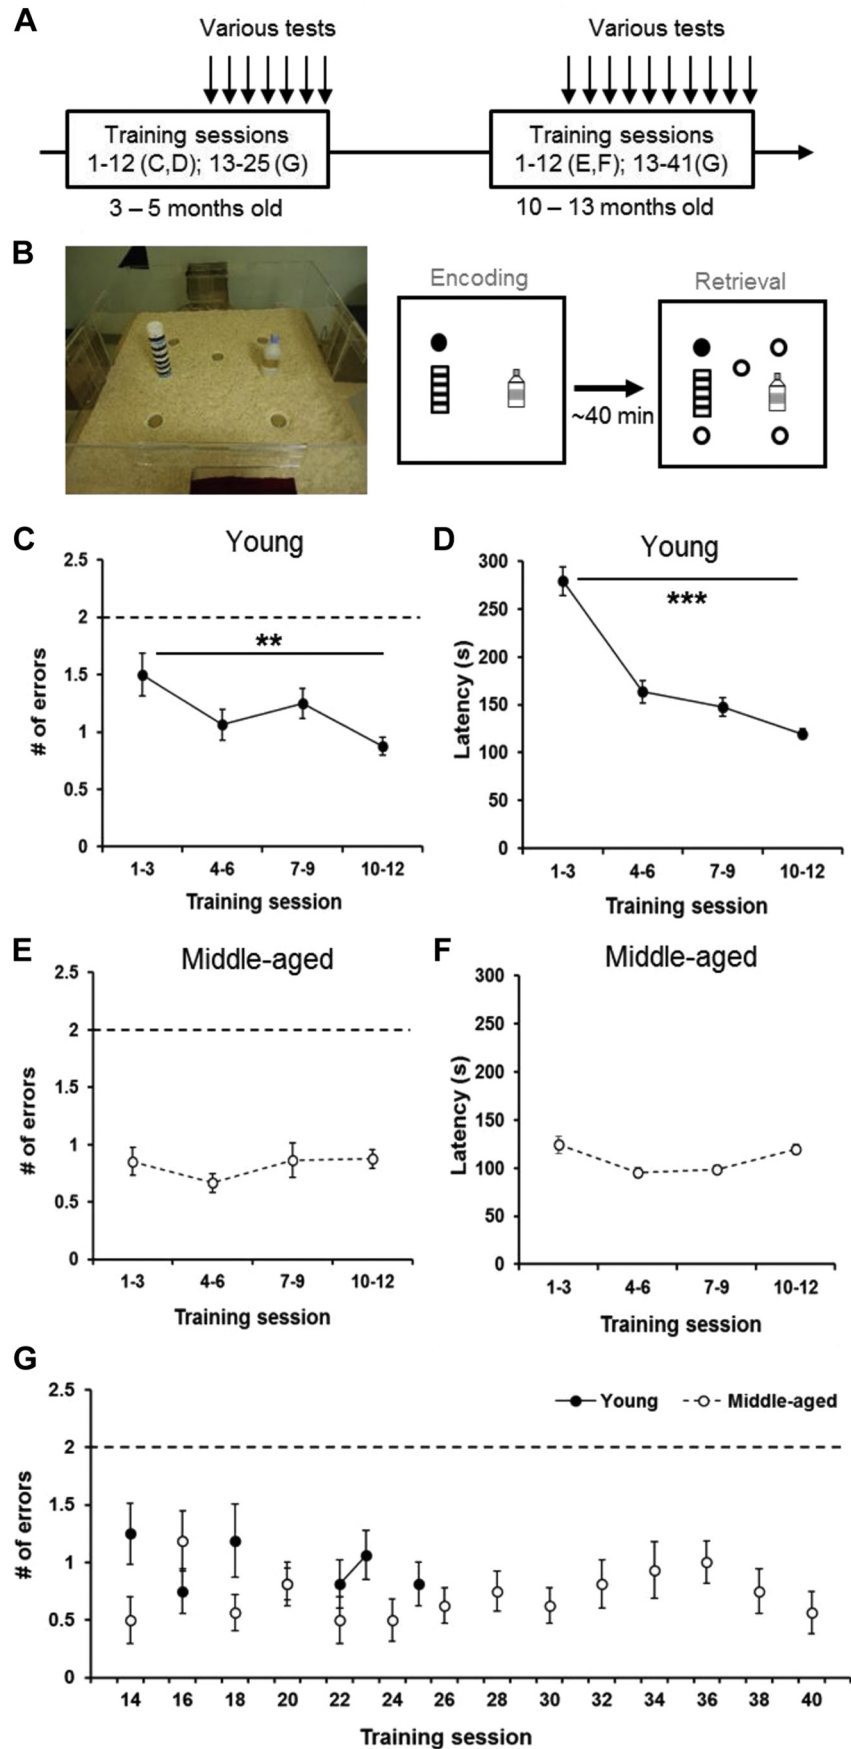 A
Various tests
Various tests
Training sessions
1-12 (C,D); 13-25 (G)
Training sessions
1-12 (E,F); 13-41(G)
3 – 5 months old
10 – 13 months old
B
Encoding
Retrieval
~40 min
C
Young
2.5
2
1.5
1
0.5
0
# of errors
**
1-3
4-6
7-9
10-12
Training session
D
Young
300
250
200
150
100
50
0
Latency (s)
***
1-3
4-6
7-9
10-12
Training session
E
Middle-aged
2.5
2
1.5
1
0.5
0
# of errors
1-3
4-6
7-9
10-12
Training session
F
Middle-aged
300
250
200
150
100
50
0
Latency (s)
1-3
4-6
7-9
10-12
Training session
G
2.5
2
1.5
1
0.5
0
# of errors
Young
Middle-aged
14 16 18 20 22 24 26 28 30 32 34 36 38 40
Training session